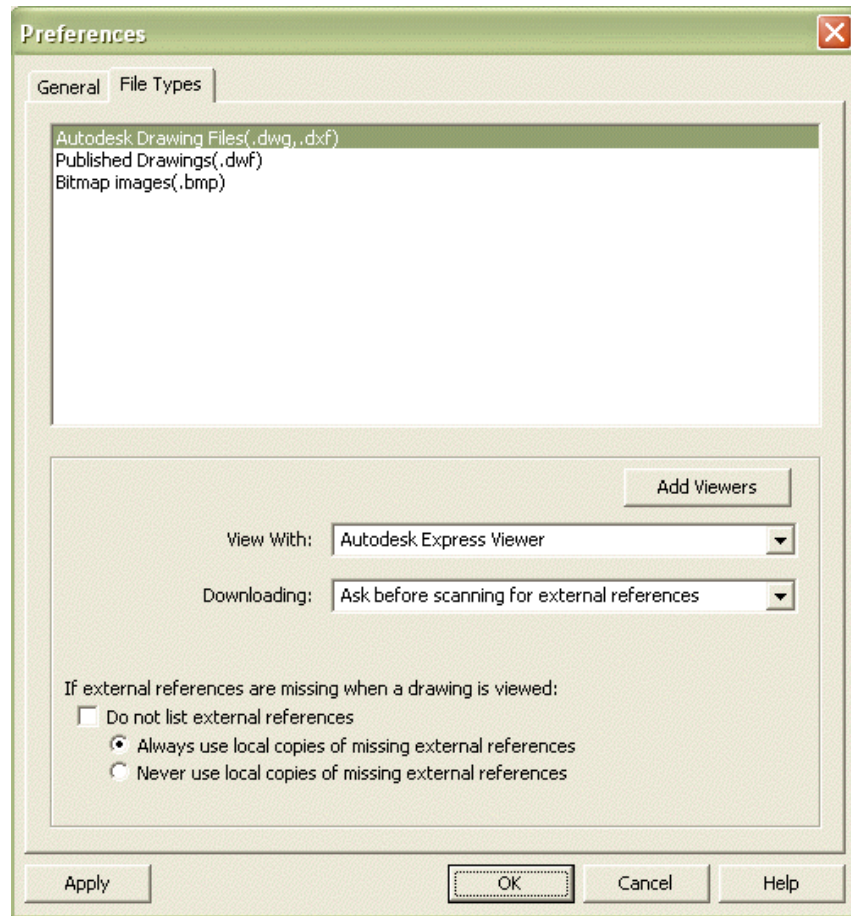 Preferences
General File Types
Autodesk Drawing Files(.dwg,.dxf)
Published Drawings(.dwf)
Bitmap images(.bmp)
Add Viewers
View With: Autodesk Express Viewer
Downloading: Ask before scanning for external references
If external references are missing when a drawing is viewed:
Do not list external references
Always use local copies of missing external references
Never use local copies of missing external references
Apply OK Cancel Help